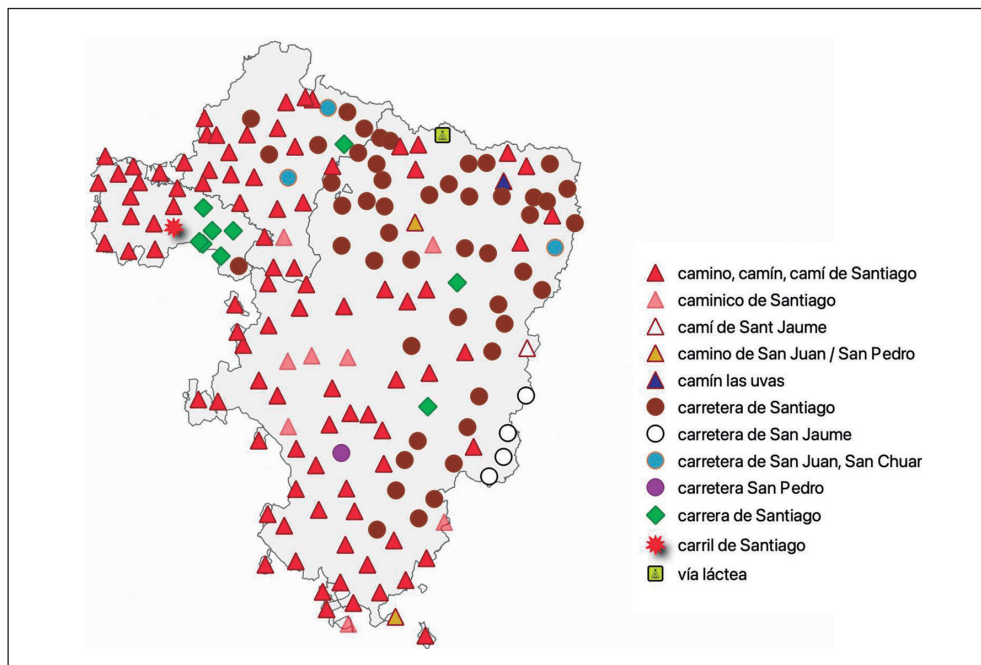 camino, camín, camí de Santiago
caminico de Santiago
camí de Sant Jaume
camino de San Juan / San Pedro
camín las uvas
carretera de Santiago
carretera de San Jaume
carretera de San Juan, San Chuar
carretera San Pedro
carrera de Santiago
carril de Santiago
vía láctea